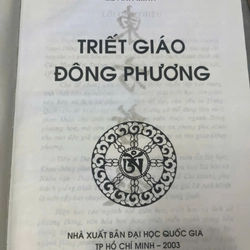 TRIẾT GIÁO
ĐÔNG PHƯƠNG
NHÀ XUẤT BẢN ĐẠI HỌC QUỐC GIA
TP HỒ CHÍ MINH – 2003